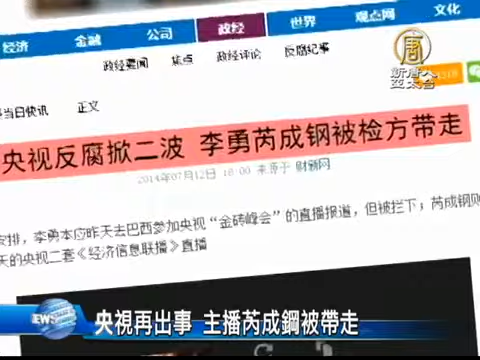 经济 金融 公司 政经 世界 观点网 文化
政经要闻 焦点 政经评论 反腐纪事
新唐人
亚太台
当日快讯 正文
央视反腐掀二波 李勇芮成钢被检方带走
2014年07月12日 16:00 来源于 财新网
安排，李勇本应昨天去巴西参加央视“金砖峰会”的直播报道，但被拦下；芮成钢则
天的央视二套《经济信息联播》直播
央視再出事 主播芮成鋼被帶走